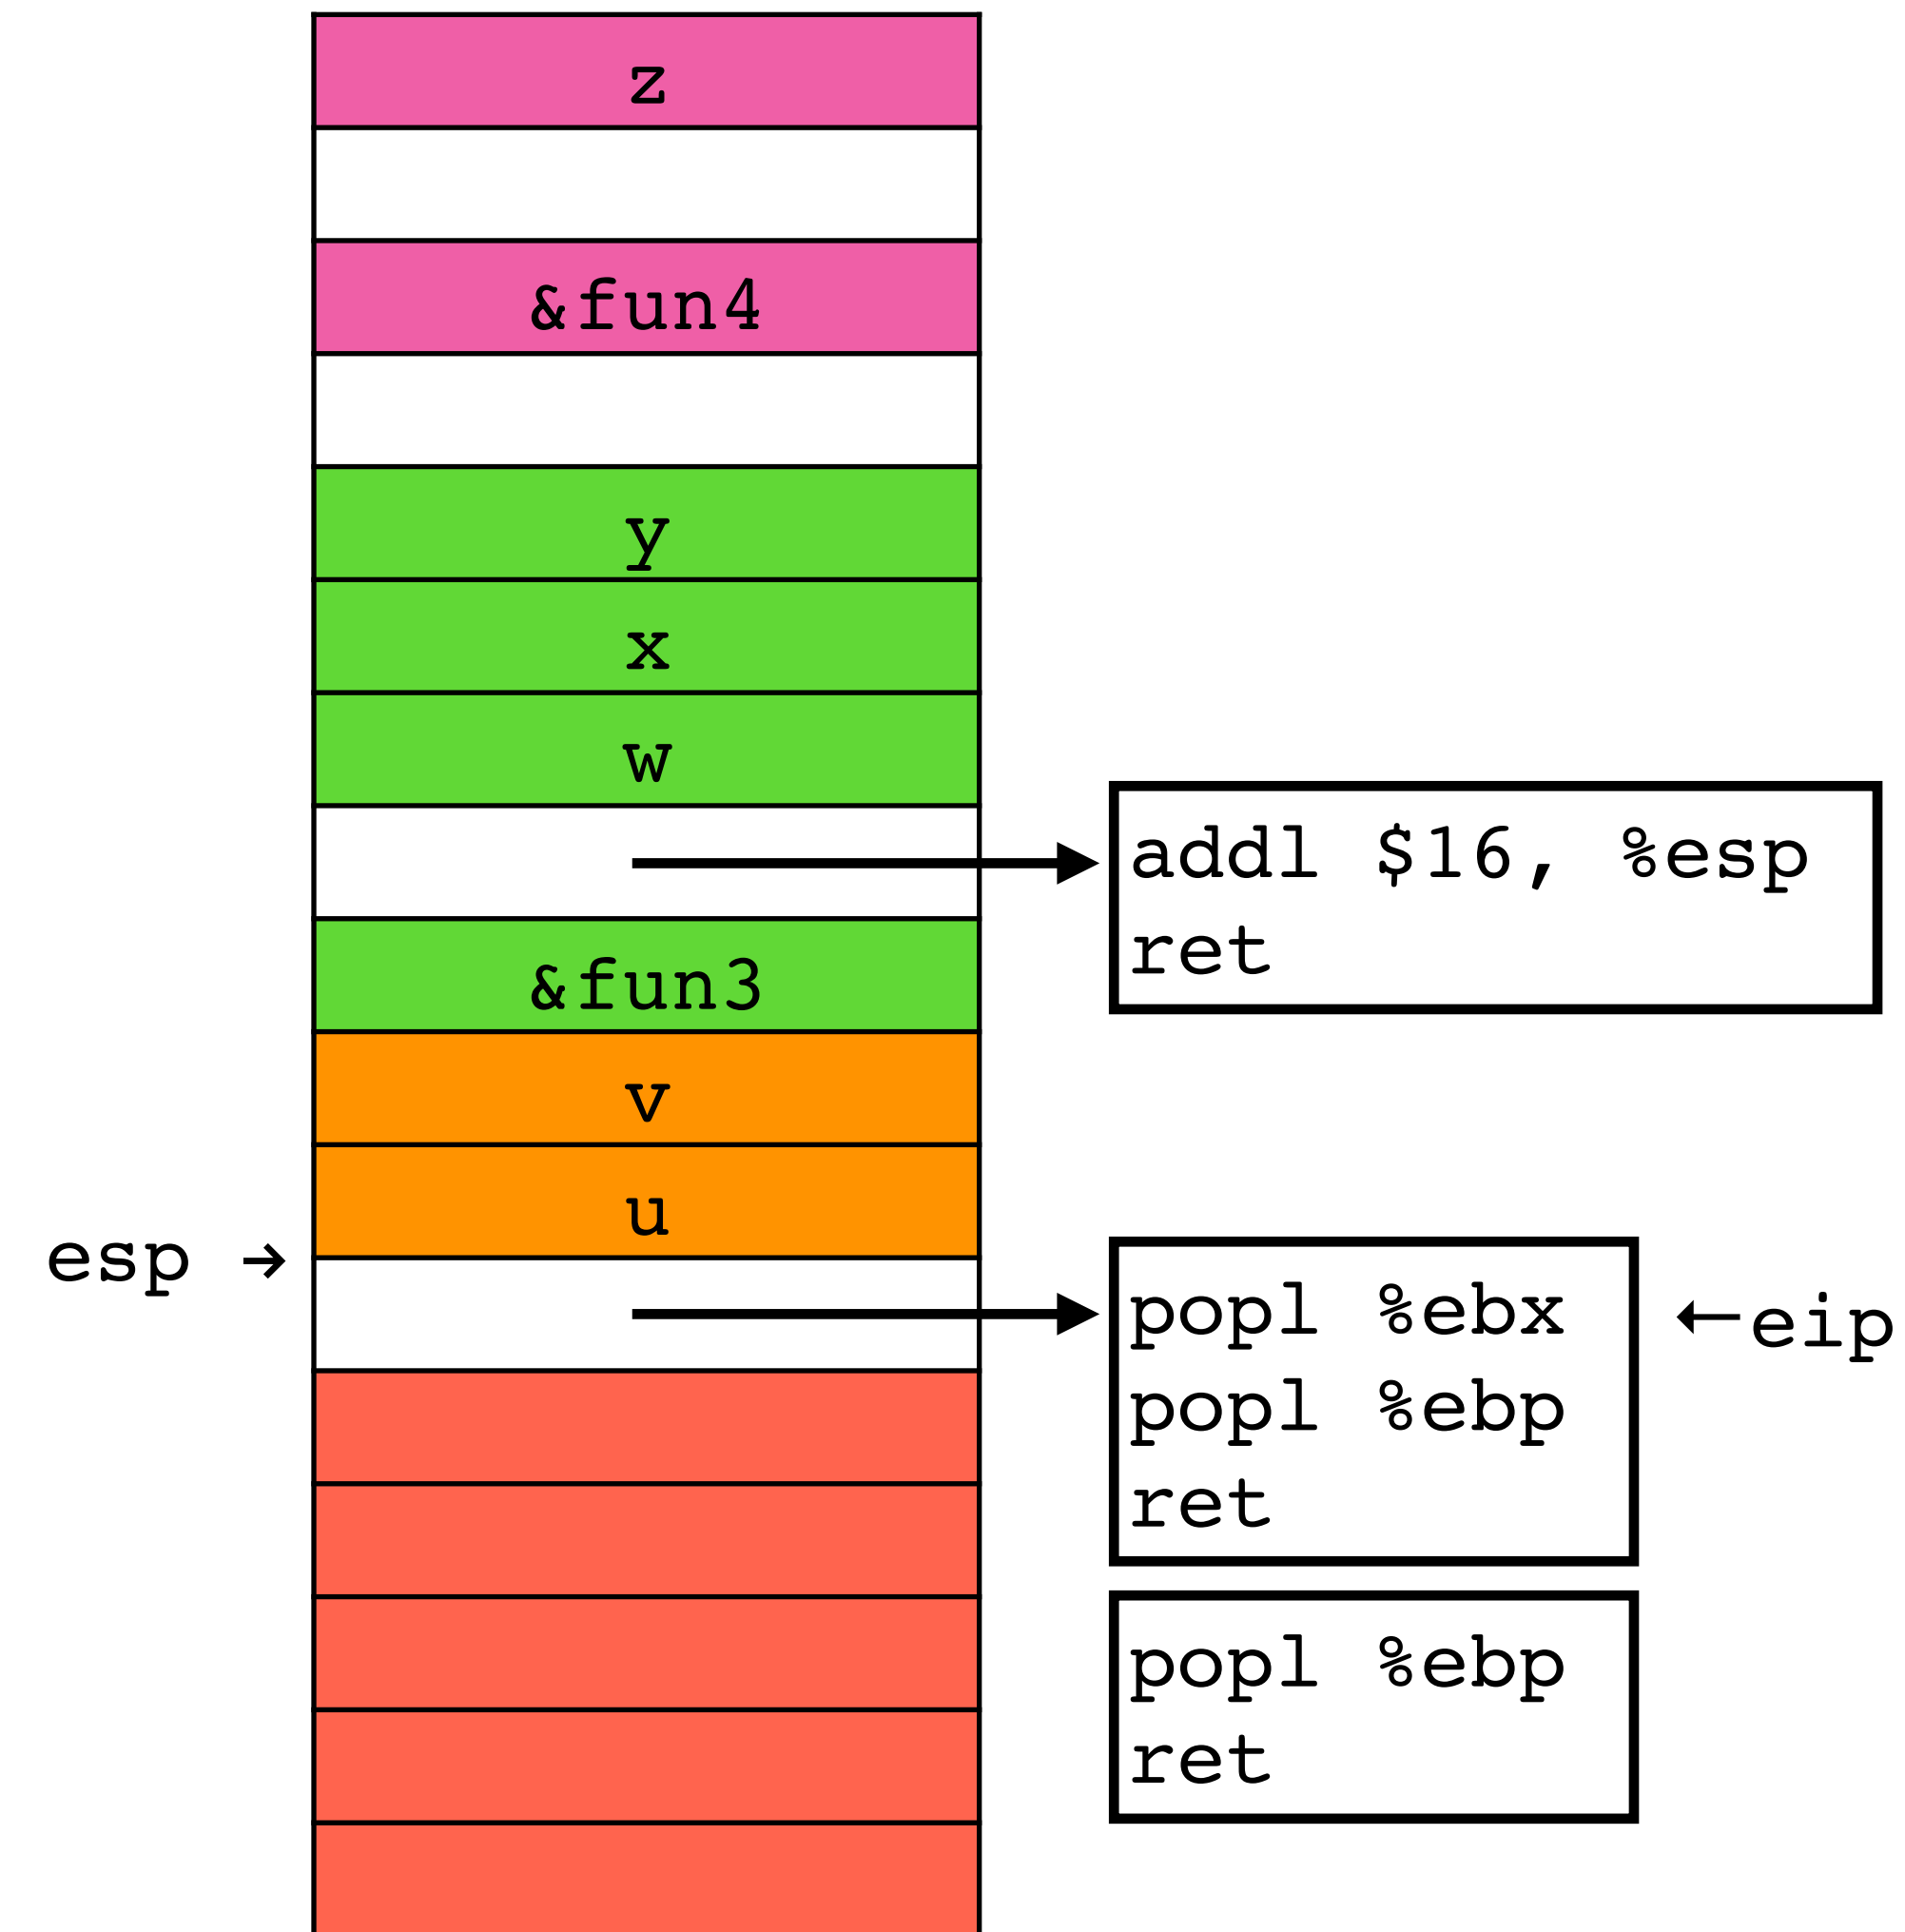 z
&fun4
y
x
w
addl $16, %esp
ret
&fun3
v
u
esp →
popl %ebx
←eip
popl %ebp
ret
popl %ebp
ret